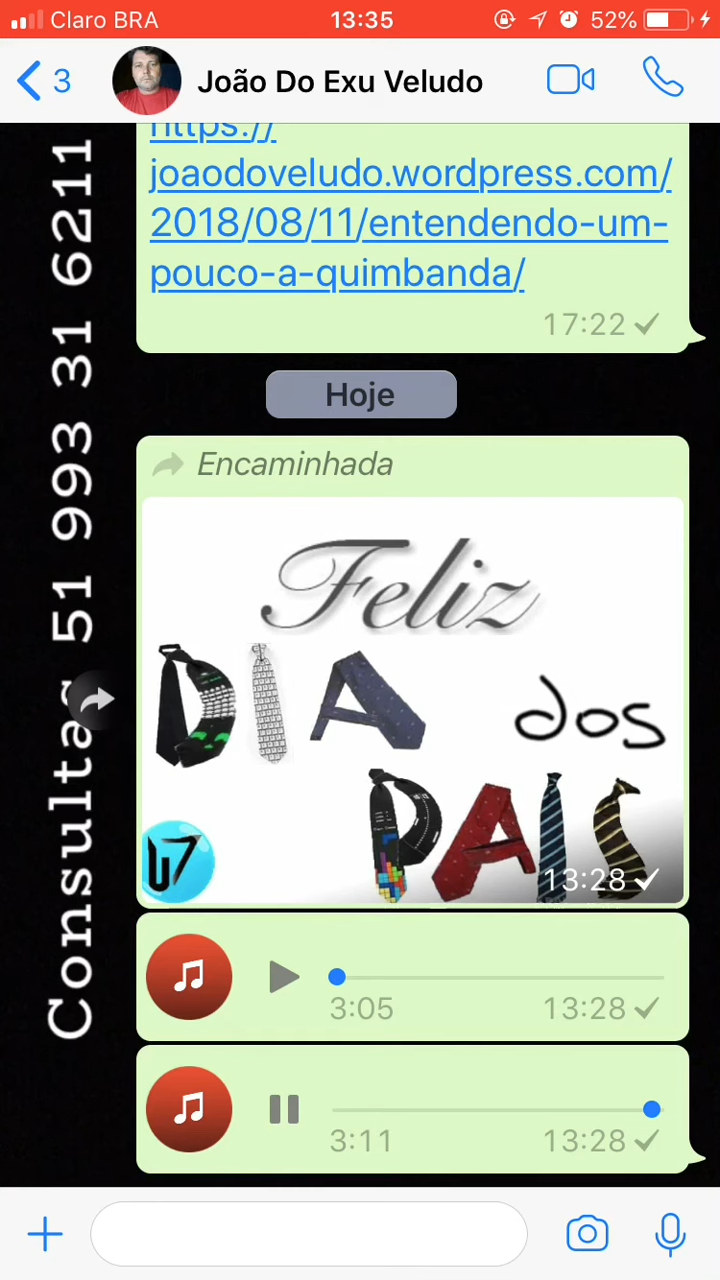 Claro BRA 13:35 52%
3 João Do Exu Veludo
https://
joaodoveludo.wordpress.com/
2018/08/11/entendendo-um-
pouco-a-quimbanda/
17:22
Hoje
Encaminhada
Feliz
DIA dos
PAIS
13:28
3:05 13:28
3:11 13:28
Consultas 51 993 31 6211